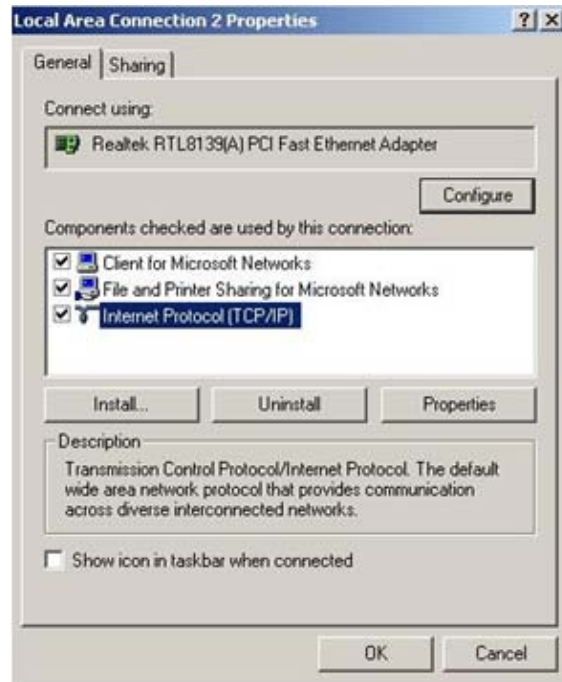 Local Area Connection 2 Properties
General
Sharing
Connect using:
Realtek RTL8139(A) PCI Fast Ethernet Adapter
Configure
Components checked are used by this connection:
Client for Microsoft Networks
File and Printer Sharing for Microsoft Networks
Internet Protocol (TCP/IP)
Install...
Uninstall
Properties
Description
Transmission Control Protocol/Internet Protocol. The default
wide area network protocol that provides communication
across diverse interconnected networks.
Show icon in taskbar when connected
OK
Cancel